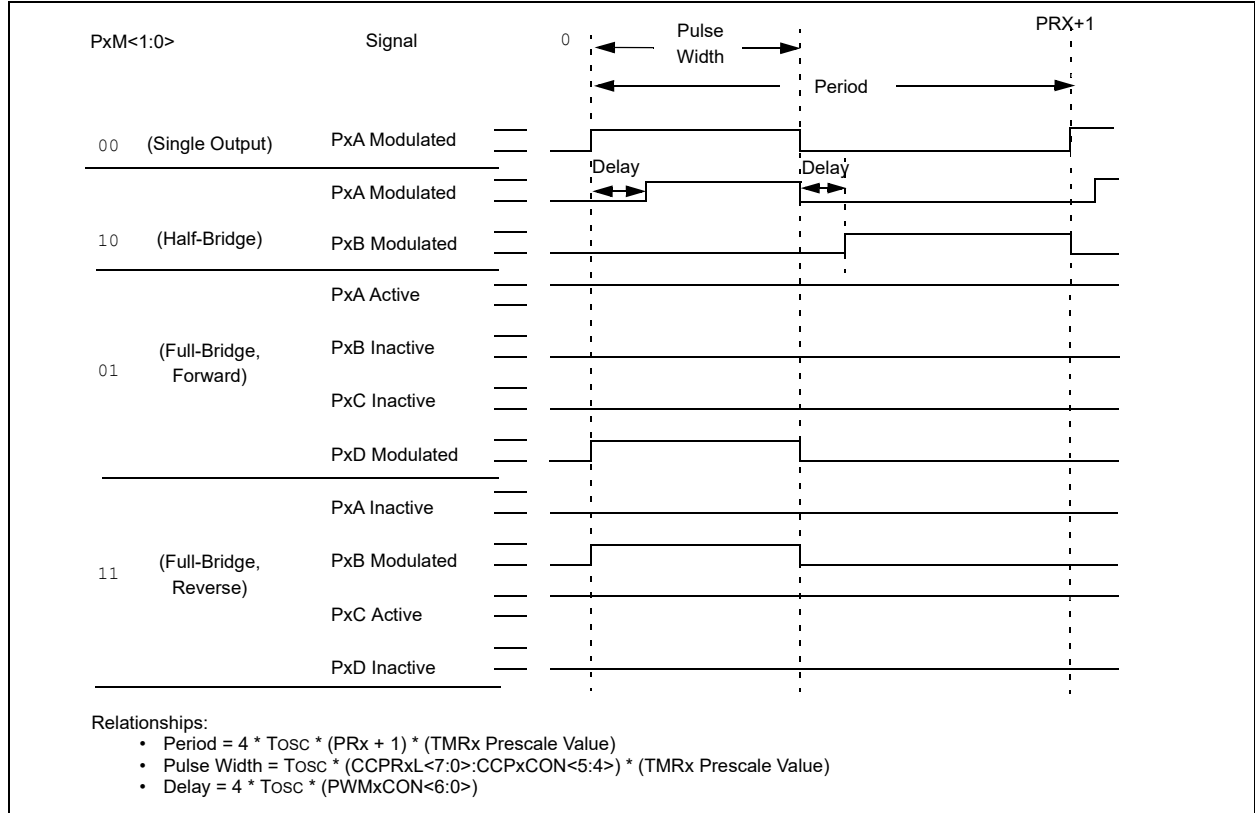 PxM<1:0>
Signal
0
Pulse
Width
PRX+1
Period
00
(Single Output)
PxA Modulated
Delay
Delay
PxA Modulated
10
(Half-Bridge)
PxB Modulated
PxA Active
01
(Full-Bridge,
Forward)
PxB Inactive
PxC Inactive
PxD Modulated
PxA Inactive
11
(Full-Bridge,
Reverse)
PxB Modulated
PxC Active
PxD Inactive
Relationships:
• Period = 4 * TOSC * (PRx + 1) * (TMRx Prescale Value)
• Pulse Width = TOSC * (CCPRxL<7:0>:CCPxCON<5:4>) * (TMRx Prescale Value)
• Delay = 4 * TOSC * (PWMxCON<6:0>)